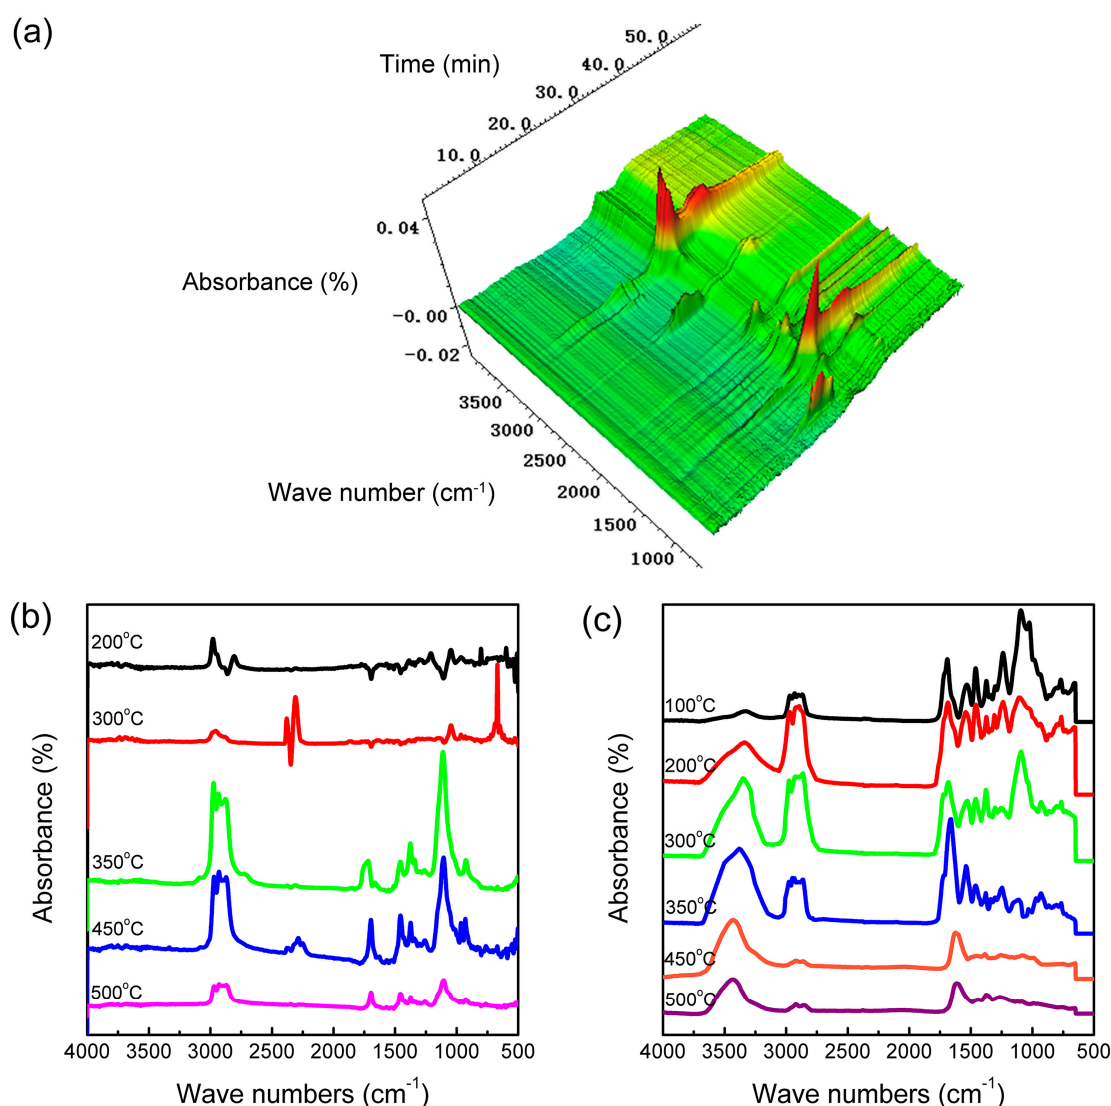 (a)
Time (min)
10.0 20.0 30.0 40.0 50.0
0.04
Absorbance (%)
-0.00
-0.02
3500
3000
2500
2000
1500
1000
Wave number (cm⁻¹)
(b)
Absorbance (%)
200°C
300°C
350°C
450°C
500°C
4000 3500 3000 2500 2000 1500 1000 500
Wave numbers (cm⁻¹)
(c)
Absorbance (%)
100°C
200°C
300°C
350°C
450°C
500°C
4000 3500 3000 2500 2000 1500 1000 500
Wave numbers (cm⁻¹)